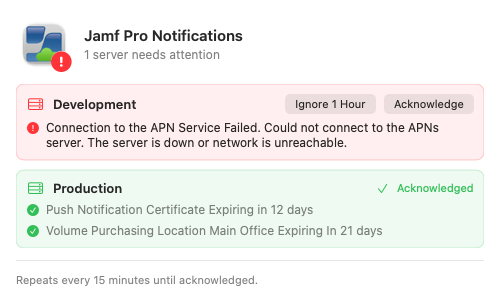 Jamf Pro Notifications
1 server needs attention
Development
Ignore 1 Hour
Acknowledge
Connection to the APN Service Failed. Could not connect to the APNs
server. The server is down or network is unreachable.
Production
Acknowledged
Push Notification Certificate Expiring in 12 days
Volume Purchasing Location Main Office Expiring In 21 days
Repeats every 15 minutes until acknowledged.